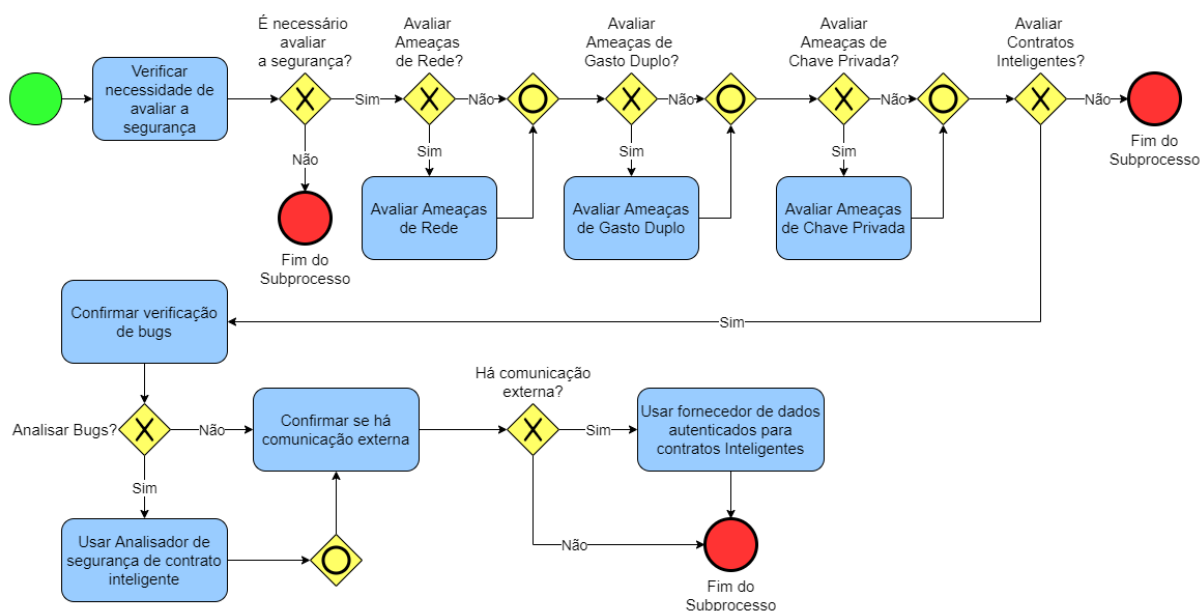 Verificar
necessidade de
avaliar a
segurança
É necessário
avaliar
a segurança?
Sim
Não
Fim do
Subprocesso
Avaliar
Ameaças
de Rede?
Não
Sim
Avaliar Ameaças
de Rede
Avaliar
Ameaças de
Gasto Duplo?
Não
Sim
Avaliar Ameaças
de Gasto Duplo
Avaliar
Ameaças de
Chave Privada?
Não
Sim
Avaliar Ameaças
de Chave Privada
Avaliar
Contratos
Inteligentes?
Não
Fim do
Subprocesso
Sim
Confirmar verificação
de bugs
Analisar Bugs?
Não
Sim
Usar Analisador de
segurança de contrato
inteligente
Confirmar se há
comunicação externa
Há comunicação
externa?
Sim
Não
Usar fornecedor de dados
autenticados para
contratos Inteligentes
Fim do
Subprocesso